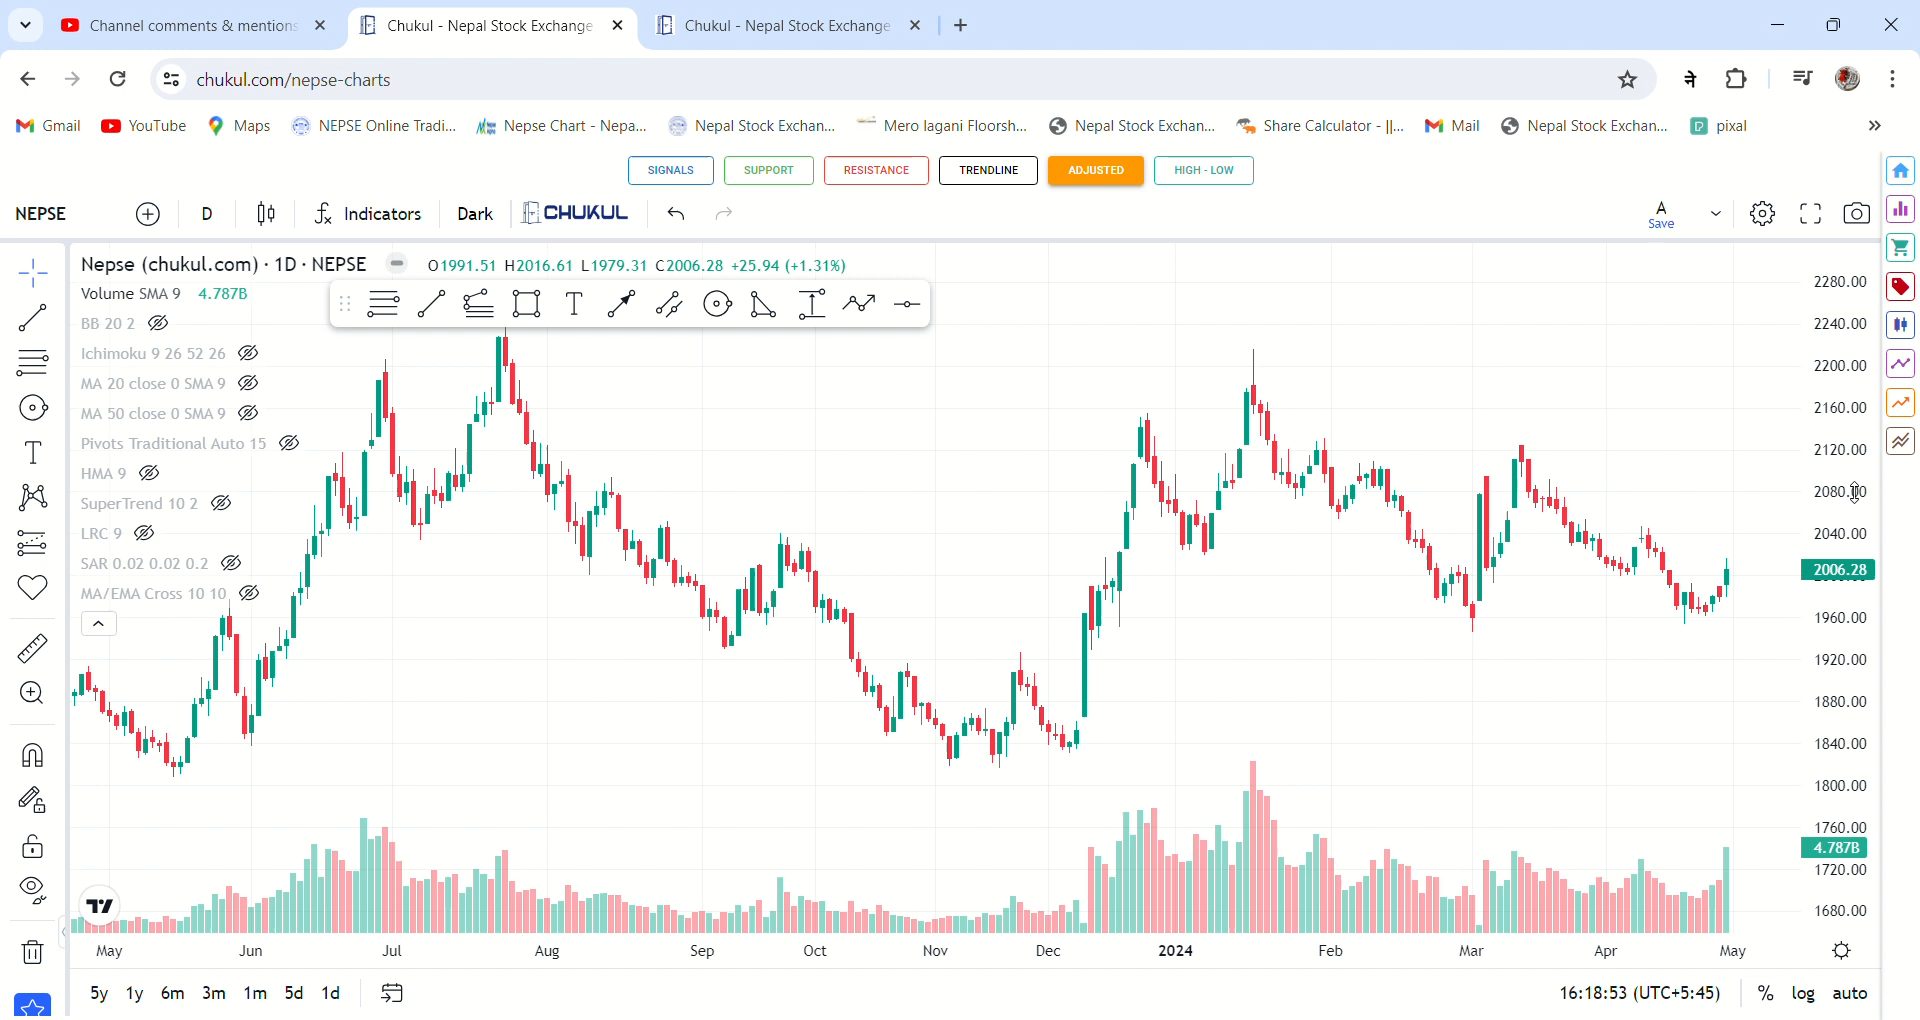 Channel comments & mentions
Chukul - Nepal Stock Exchange
Chukul - Nepal Stock Exchange
chukul.com/nepse-charts
ने
Gmail
YouTube
Maps
NEPSE Online Tradi...
Nepse Chart - Nepa...
Nepal Stock Exchan...
Mero lagani Floorsh...
Nepal Stock Exchan...
Share Calculator - ||...
Mail
Nepal Stock Exchan...
pixal
SIGNALS
SUPPORT
RESISTANCE
TRENDLINE
ADJUSTED
HIGH - LOW
NEPSE
D
Indicators
Dark
CHUKUL
A
Save
Nepse (chukul.com) · 1D · NEPSE
O1991.51 H2016.61 L1979.31 C2006.28 +25.94 (+1.31%)
Volume SMA 9 4.787B
BB 20 2
Ichimoku 9 26 52 26
MA 20 close 0 SMA 9
MA 50 close 0 SMA 9
Pivots Traditional Auto 15
HMA 9
SuperTrend 10 2
LRC 9
SAR 0.02 0.02 0.2
MA/EMA Cross 10 10
T
T
2280.00
2240.00
2200.00
2160.00
2120.00
2040.00
2006.28
1960.00
1920.00
1880.00
1840.00
1800.00
1760.00
4.787B
1720.00
1680.00
May
Jun
Jul
Aug
Sep
Oct
Nov
Dec
2024
Feb
Mar
Apr
May
5y
1y
6m
3m
1m
5d
1d
16:18:53 (UTC+5:45)
%
log
auto